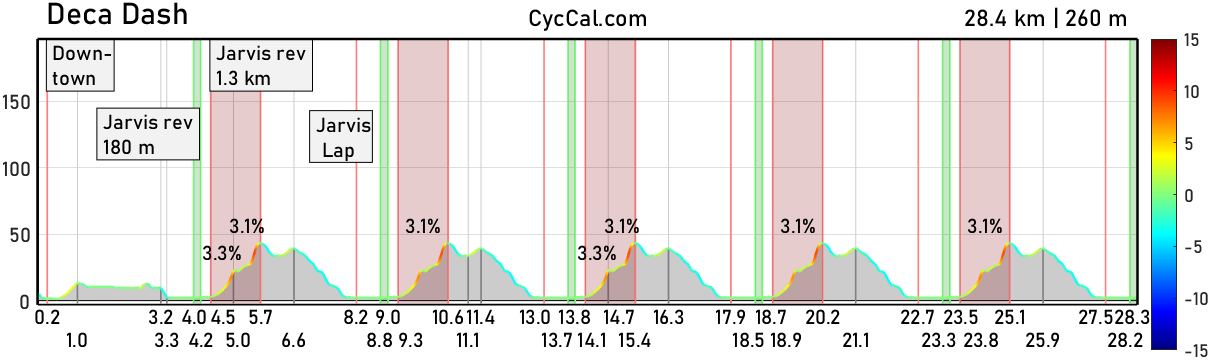 Deca Dash
CycCal.com
28.4 km | 260 m
Down-
town
Jarvis rev
1.3 km
Jarvis rev
180 m
Jarvis
Lap
150
100
50
0
3.3%
3.1%
3.1%
3.3%
3.1%
3.1%
3.1%
0.2 3.2 4.0 4.5 5.7 8.2 9.0 10.6 11.4 13.0 13.8 14.7 16.3 17.9 18.7 20.2 22.7 23.5 25.1 27.5 28.3
1.0 3.3 4.2 5.0 6.6 8.8 9.3 11.1 13.7 14.1 15.4 18.5 18.9 21.1 23.3 23.8 25.9 28.2
15
10
5
0
−5
−10
−15